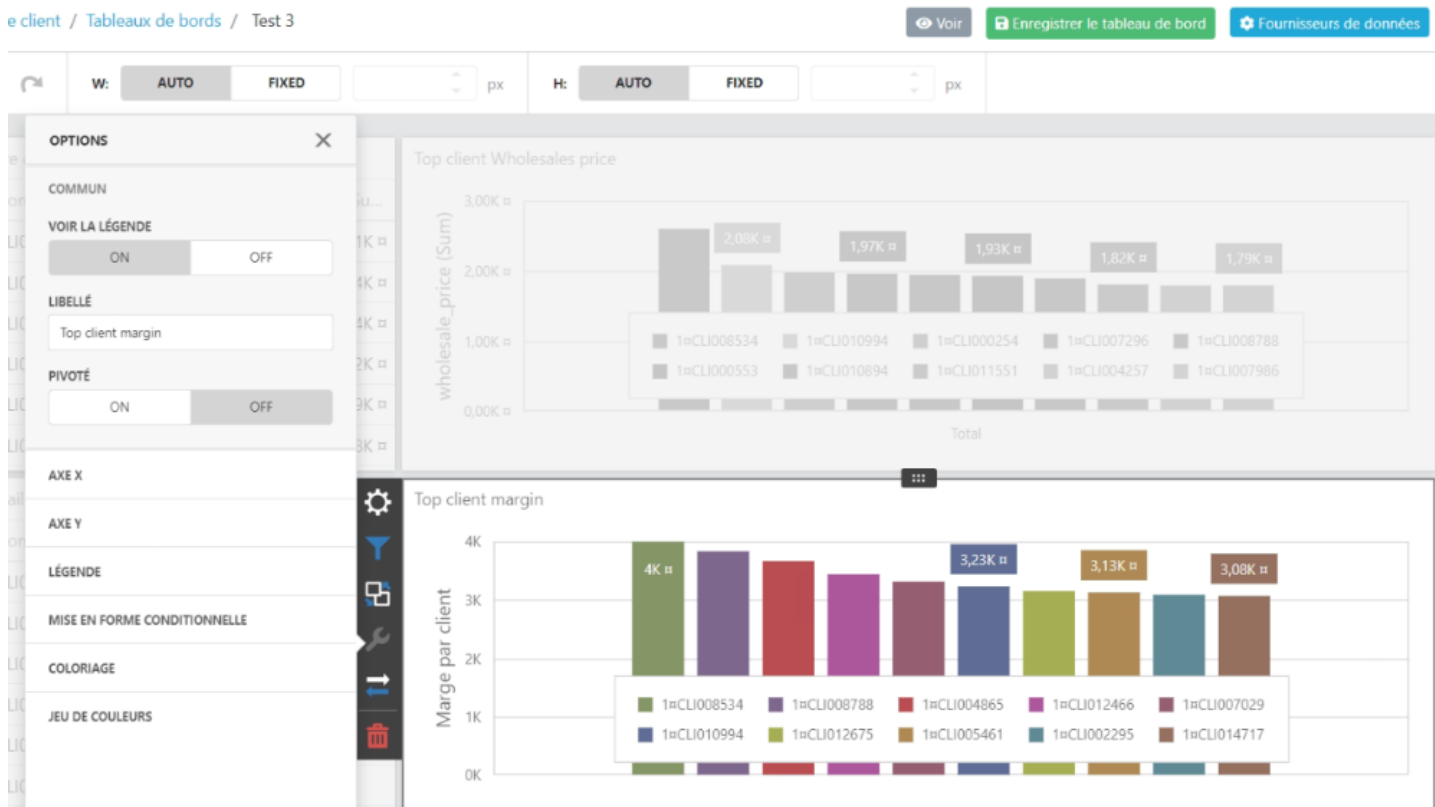 e client / Tableaux de bords / Test 3
Voir
Enregistrer le tableau de bord
Fournisseurs de données
W: AUTO FIXED px H: AUTO FIXED px
OPTIONS
COMMUN
VOIR LA LÉGENDE
ON OFF
LIBELLÉ
Top client margin
PIVOTÉ
ON OFF
AXE X
AXE Y
LÉGENDE
MISE EN FORME CONDITIONNELLE
COLORIAGE
JEU DE COULEURS
Top client Wholesales price
wholesale_price (Sum)
3,00K ¤
2,00K ¤
1,00K ¤
0,00K ¤
2,08K ¤ 1,97K ¤ 1,93K ¤ 1,82K ¤ 1,79K ¤
1¤CLI008534 1¤CLI010994 1¤CLI000254 1¤CLI007296 1¤CLI008788
1¤CLI000553 1¤CLI010894 1¤CLI011551 1¤CLI004257 1¤CLI007986
Total
Top client margin
Marge par client
4K
3K
2K
1K
0K
4K ¤ 3,23K ¤ 3,13K ¤ 3,08K ¤
1¤CLI008534 1¤CLI008788 1¤CLI004865 1¤CLI012466 1¤CLI007029
1¤CLI010994 1¤CLI012675 1¤CLI005461 1¤CLI002295 1¤CLI014717